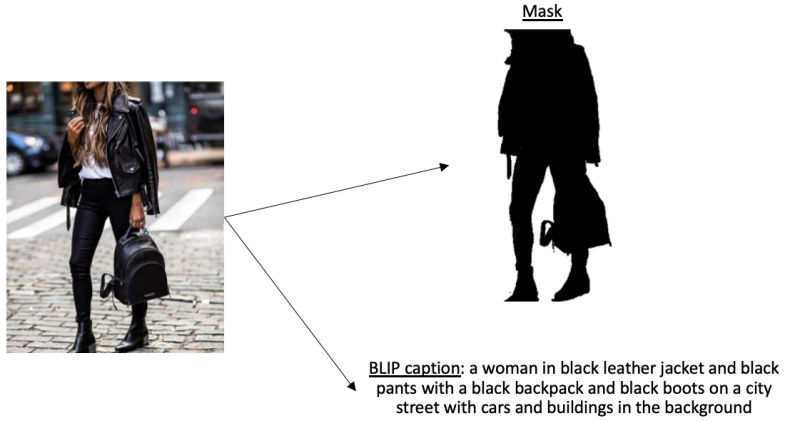 Mask
BLIP caption: a woman in black leather jacket and black
pants with a black backpack and black boots on a city
street with cars and buildings in the background